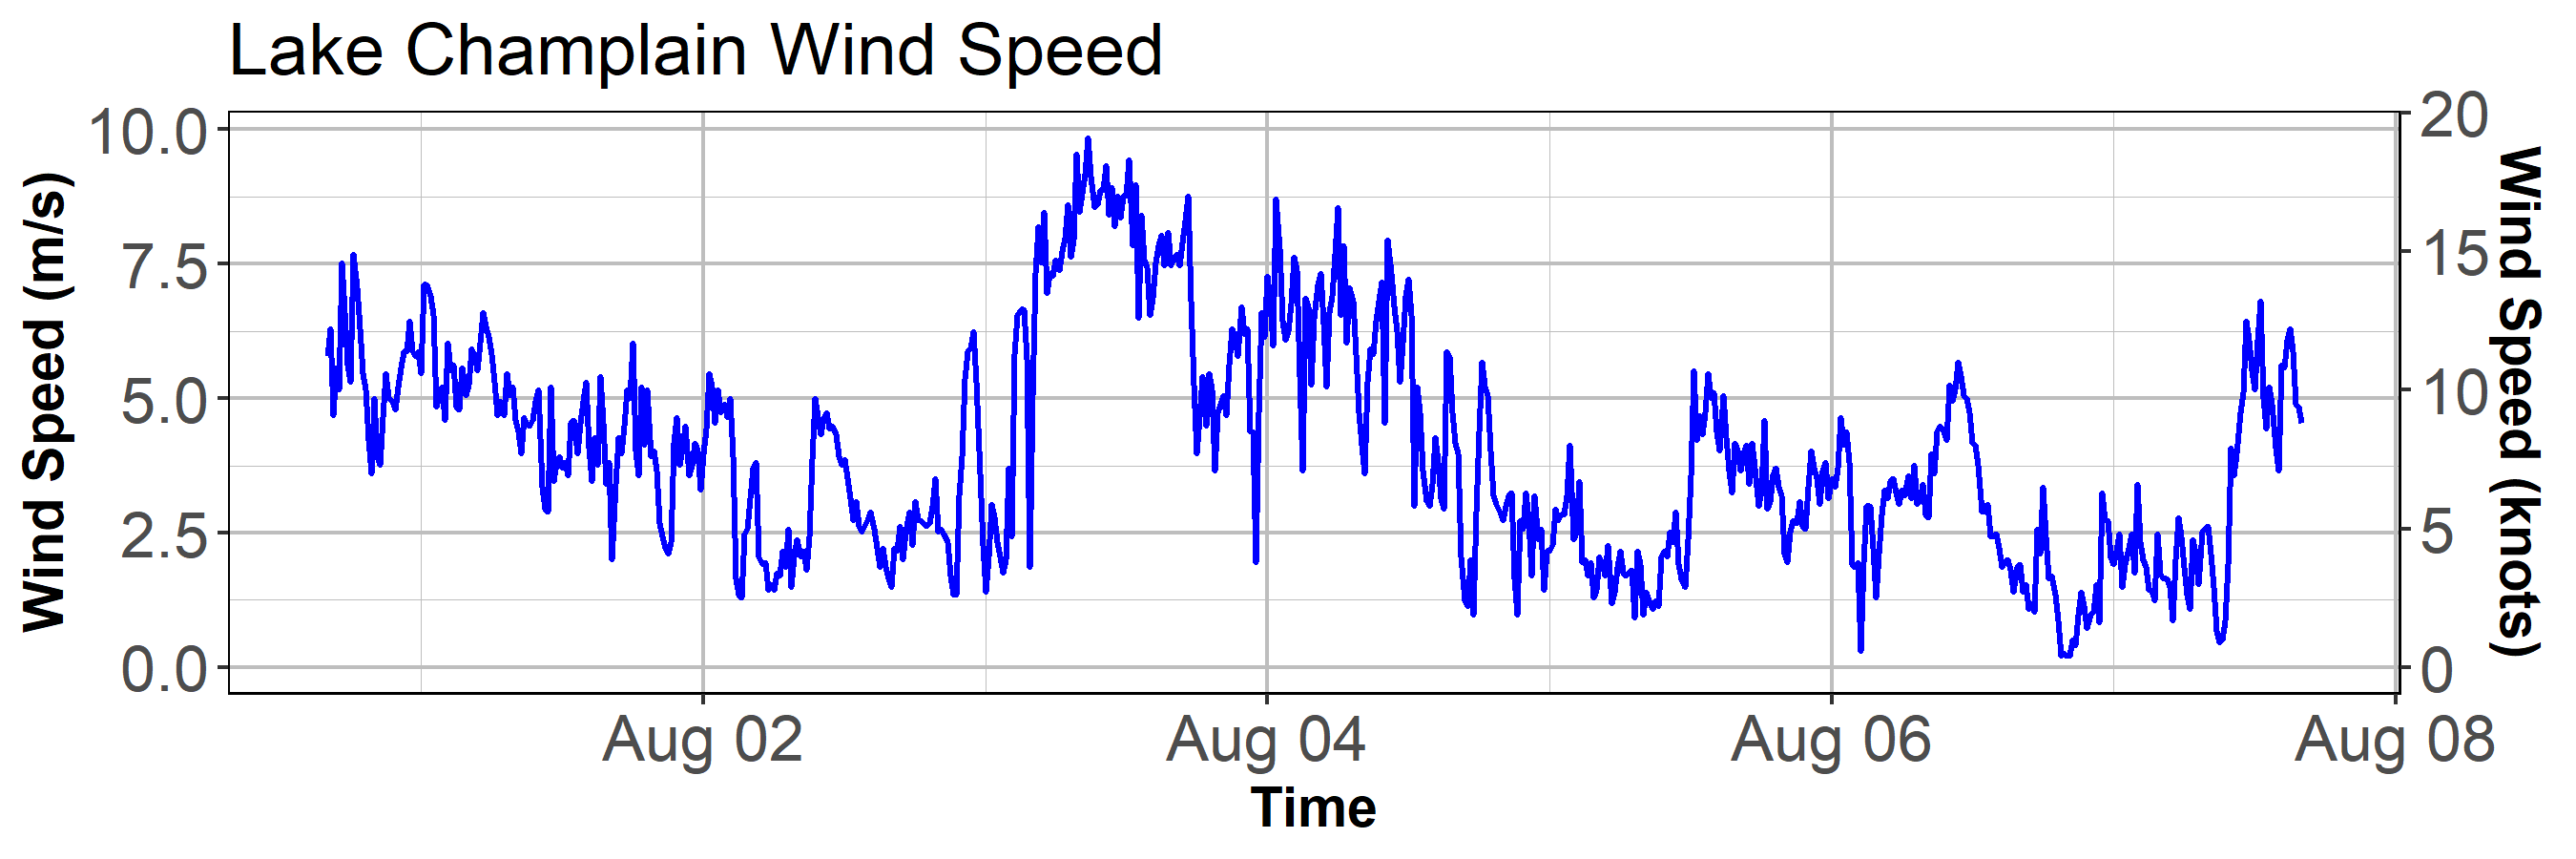 Lake Champlain Wind Speed
Wind Speed (m/s)
10.0
7.5
5.0
2.5
0.0
20
15
10
5
0
Wind Speed (knots)
Aug 02 Aug 04 Aug 06 Aug 08
Time